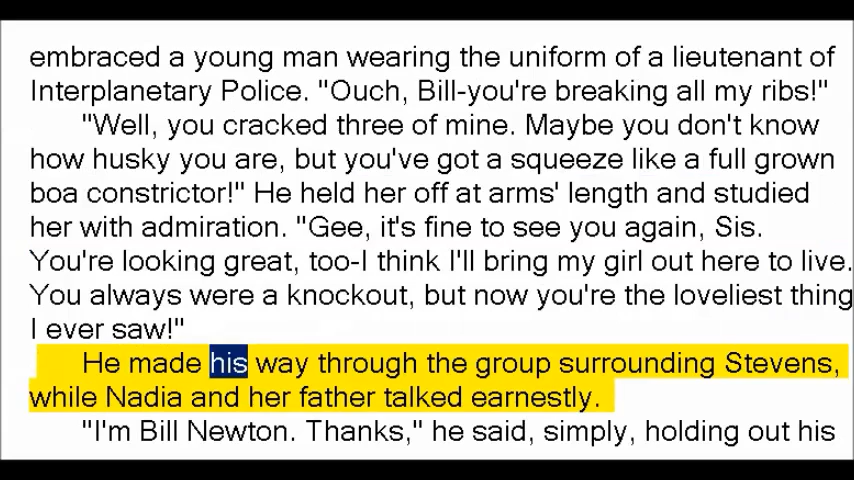 embraced a young man wearing the uniform of a lieutenant of
Interplanetary Police. "Ouch, Bill-you're breaking all my ribs!"
"Well, you cracked three of mine. Maybe you don't know
how husky you are, but you've got a squeeze like a full grown
boa constrictor!" He held her off at arms' length and studied
her with admiration. "Gee, it's fine to see you again, Sis.
You're looking great, too-I think I'll bring my girl out here to live.
You always were a knockout, but now you're the loveliest thing
I ever saw!"
He made his way through the group surrounding Stevens,
while Nadia and her father talked earnestly.
"I'm Bill Newton. Thanks," he said, simply, holding out his